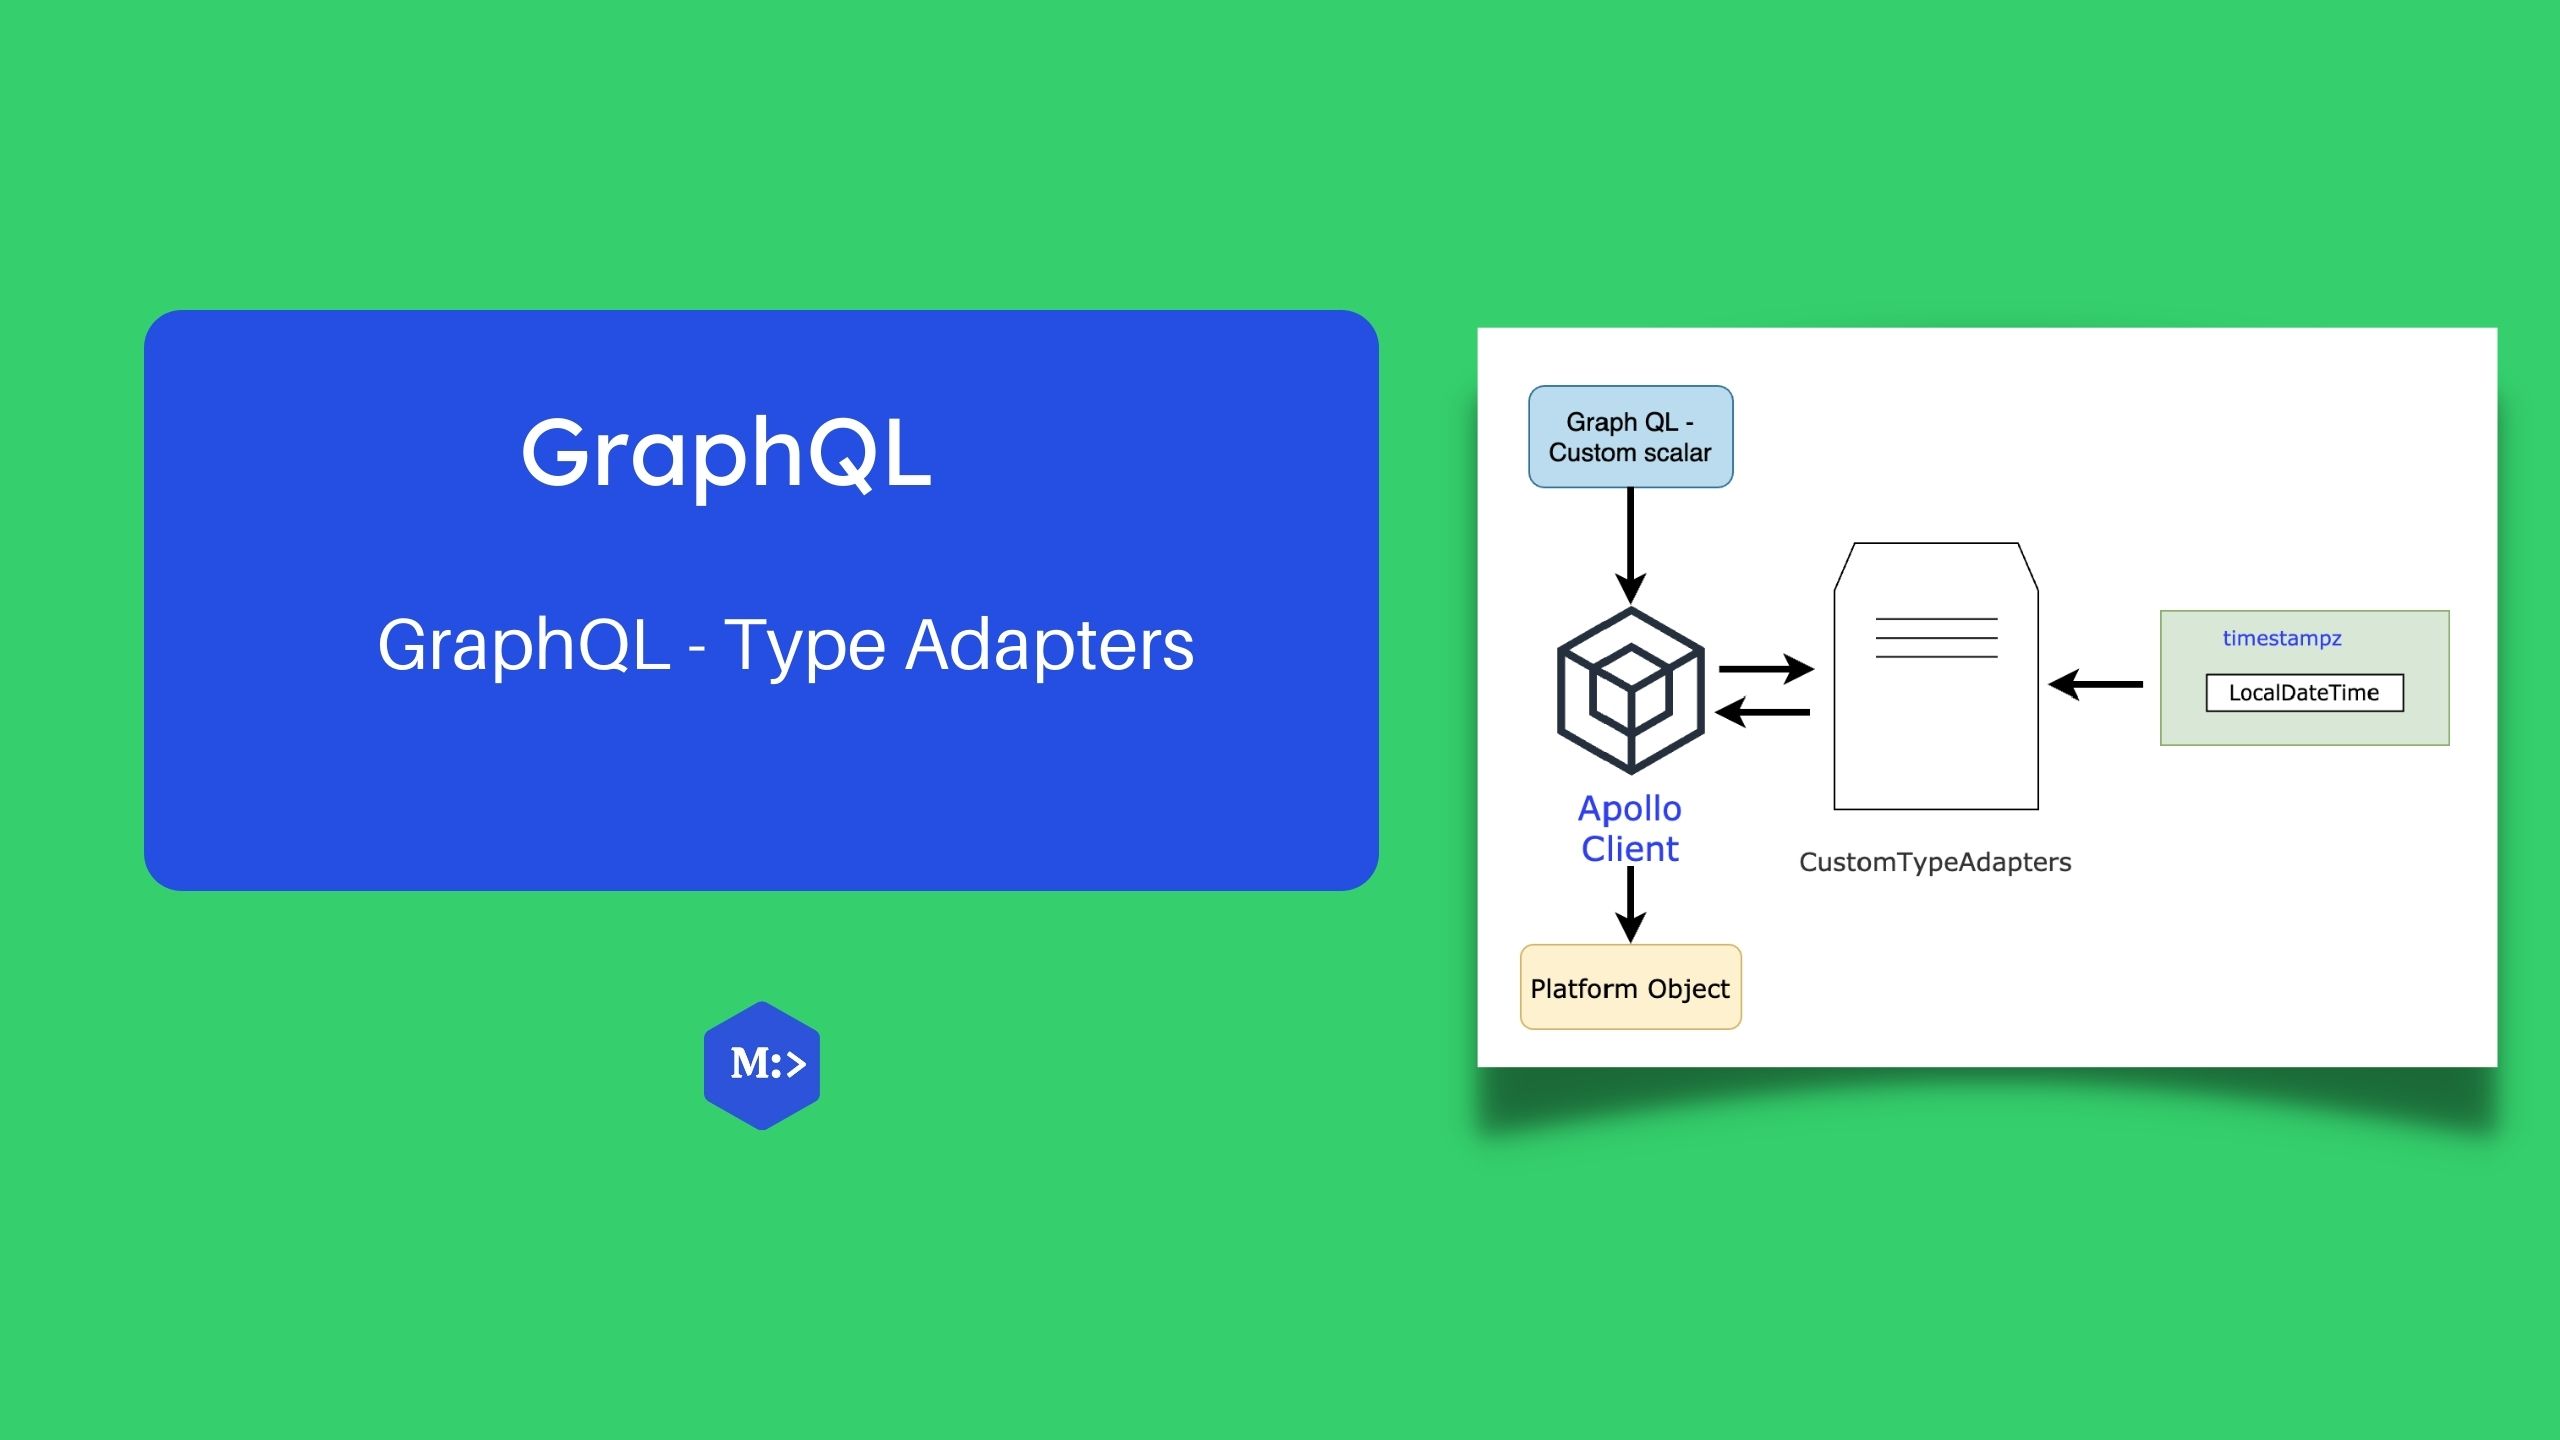 GraphQL
GraphQL - Type Adapters
M:>
Graph QL -
Custom scalar
Apollo
Client
CustomTypeAdapters
timestampz
LocalDateTime
Platform Object